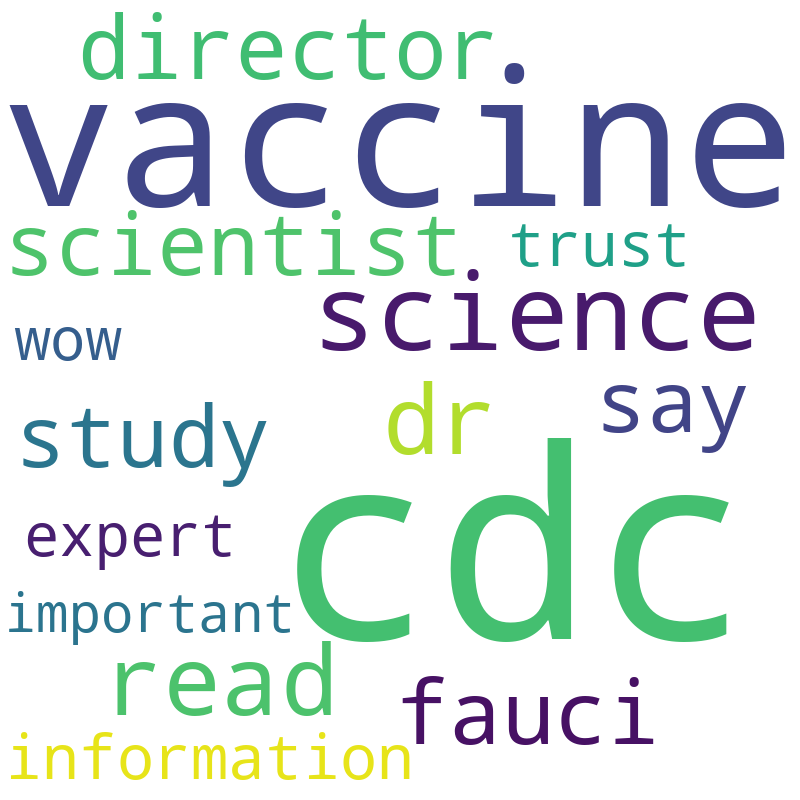 director
vaccine
scientist
trust
science
wow
say
dr
study
cdc
expert
important
read
fauci
information